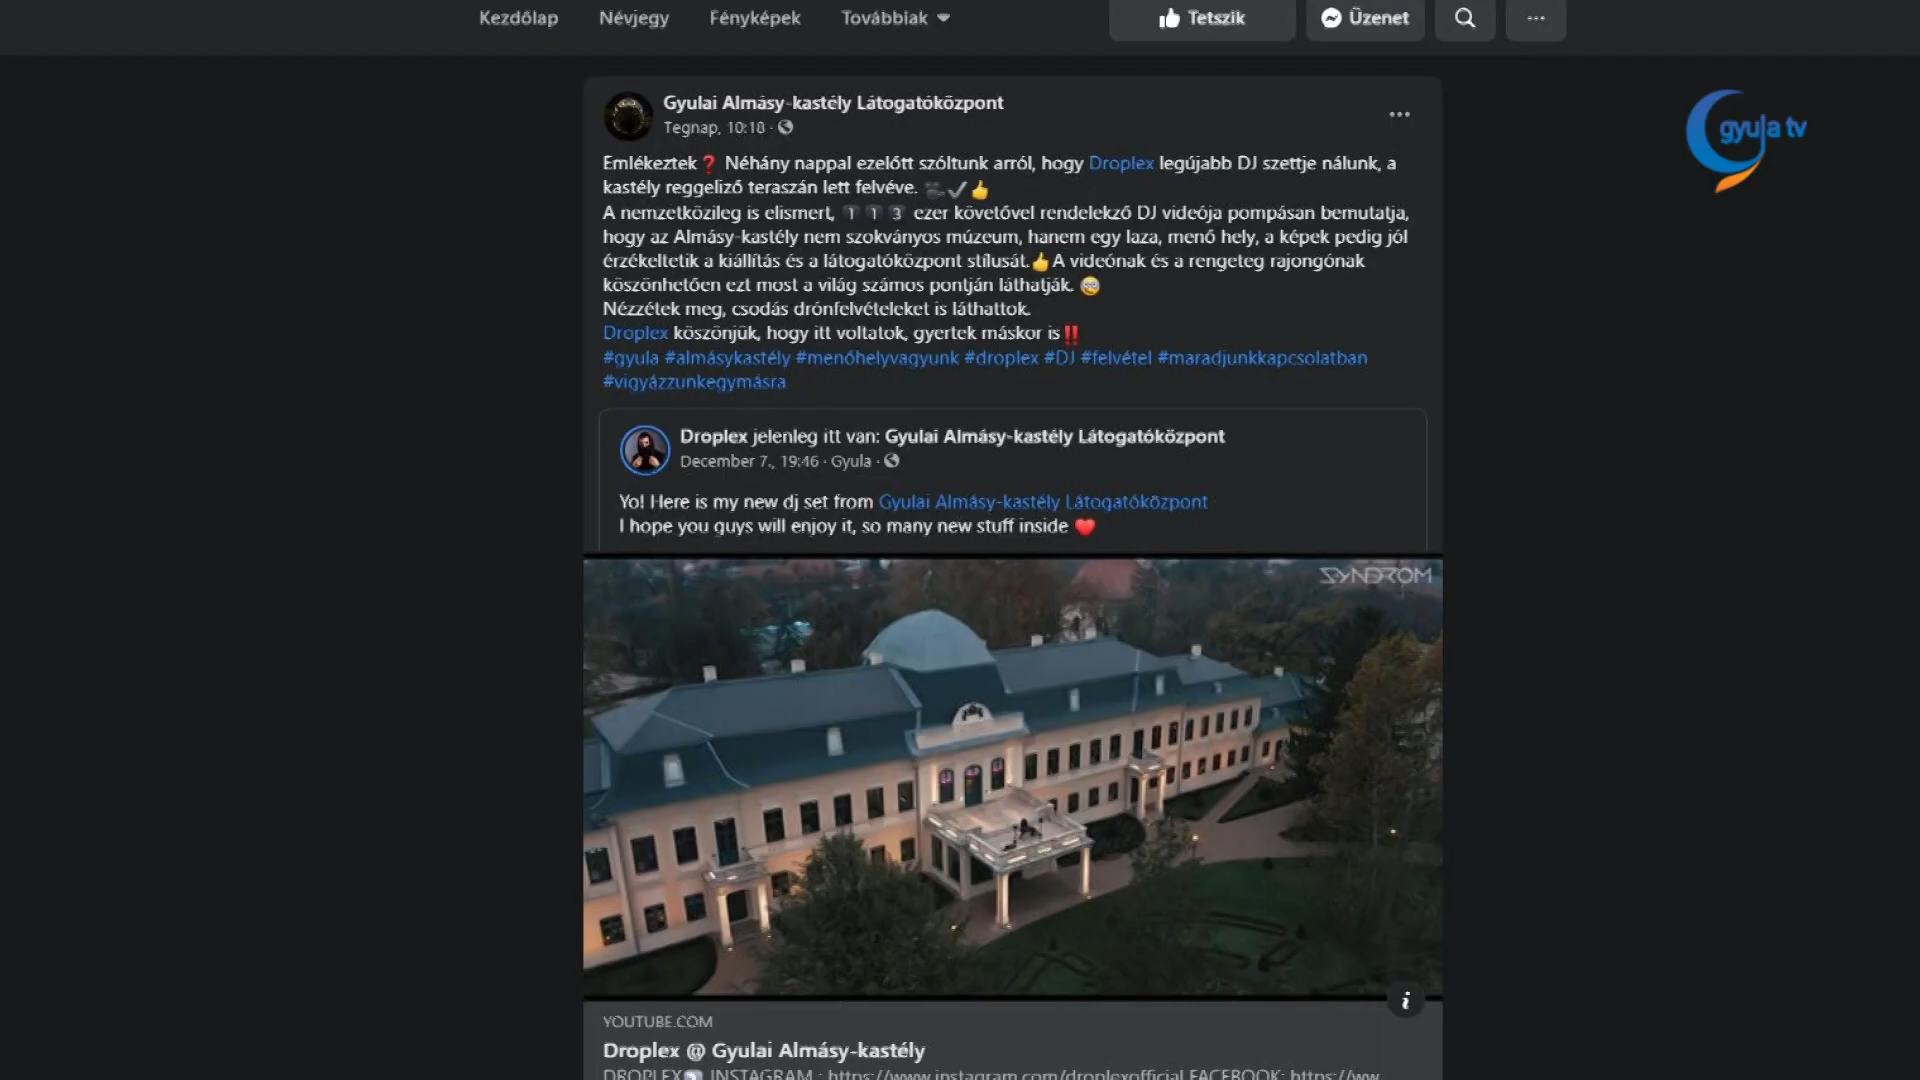 Kezdőlap Névjegy Fényképek Továbbiak Tetszik Üzenet
gyula tv
Gyulai Almásy-kastély Látogatóközpont
Tegnap, 10:18 ·
Emlékeztek❓ Néhány nappal ezelőtt szóltunk arról, hogy Droplex legújabb DJ szettje nálunk, a
kastély reggeliző teraszán lett felvéve. ✔👍
A nemzetközileg is elismert, 1 1 3 ezer követővel rendelekző DJ videója pompásan bemutatja,
hogy az Almásy-kastély nem szokványos múzeum, hanem egy laza, menő hely, a képek pedig jól
érzékeltetik a kiállítás és a látogatóközpont stílusát.👍A videónak és a rengeteg rajongónak
köszönhetően ezt most a világ számos pontján láthatják.
Nézzétek meg, csodás drónfelvételeket is láthattok.
Droplex köszönjük, hogy itt voltatok, gyertek máskor is‼
#gyula #almásykastély #menőhelyvagyunk #droplex #DJ #felvétel #maradjunkkapcsolatban
#vigyázzunkegymásra
Droplex jelenleg itt van: Gyulai Almásy-kastély Látogatóközpont
December 7., 19:46 · Gyula ·
Yo! Here is my new dj set from Gyulai Almásy-kastély Látogatóközpont
I hope you guys will enjoy it, so many new stuff inside ❤
SYNDROM
YOUTUBE.COM
Droplex @ Gyulai Almásy-kastély
DROPLEX INSTAGRAM : https://www.instagram.com/droplexofficial FACEBOOK: https://ww...